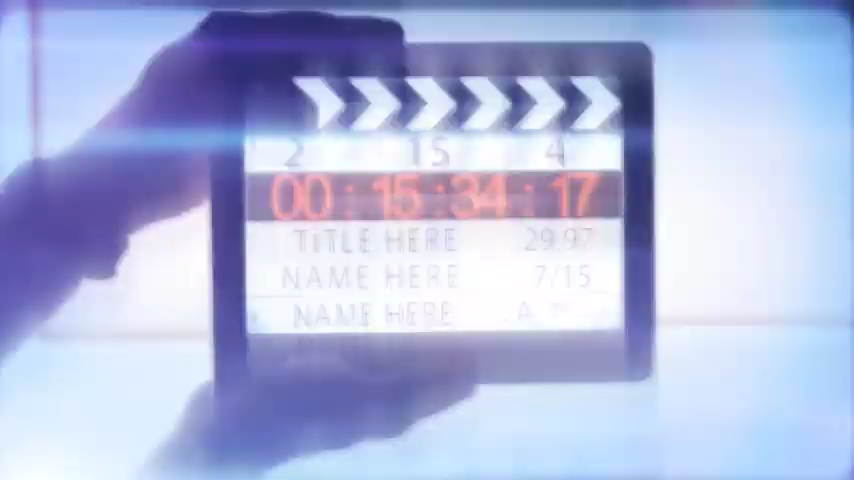 2 15 4
00:15:34:17
TITLE HERE 29.97
NAME HERE 7/15
NAME HERE